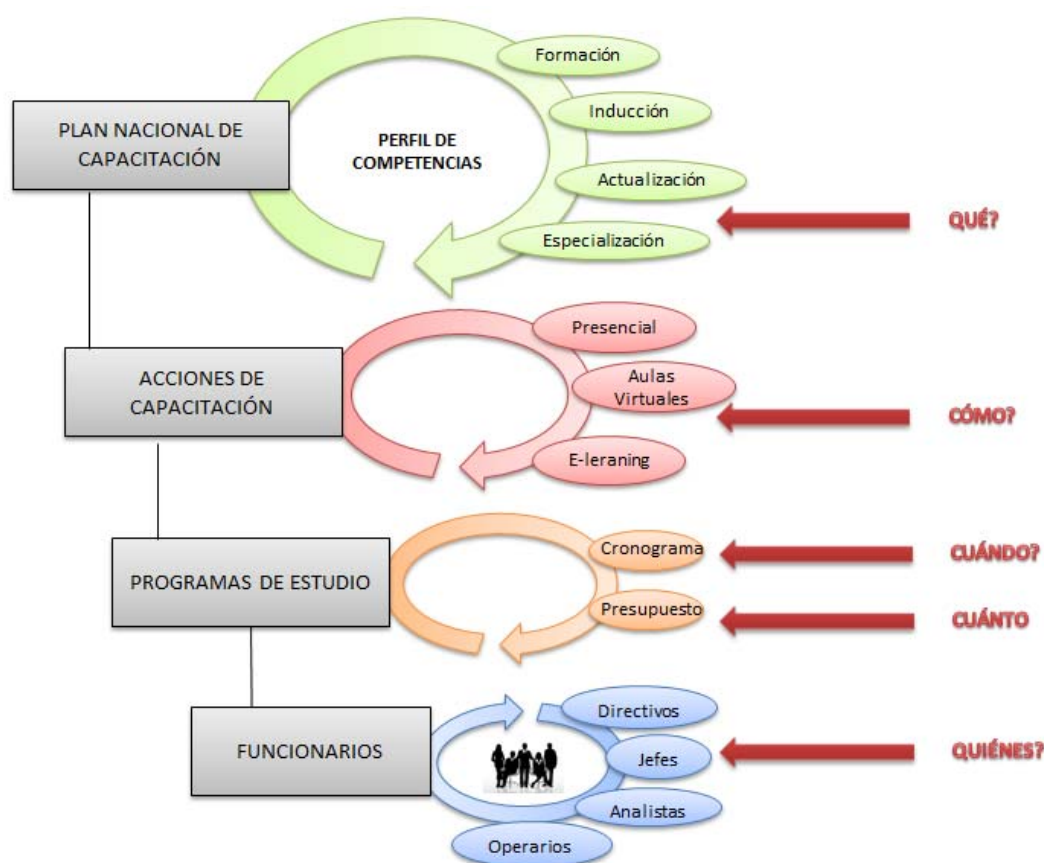 Formación
Inducción
PLAN NACIONAL DE
CAPACITACIÓN
PERFIL DE
COMPETENCIAS
Actualización
Especialización
QUÉ?
Presencial
ACCIONES DE
CAPACITACIÓN
Aulas
Virtuales
CÓMO?
E-leraning
Cronograma
CUÁNDO?
PROGRAMAS DE ESTUDIO
Presupuesto
CUÁNTO
Directivos
FUNCIONARIOS
Jefes
QUIÉNES?
Analistas
Operarios